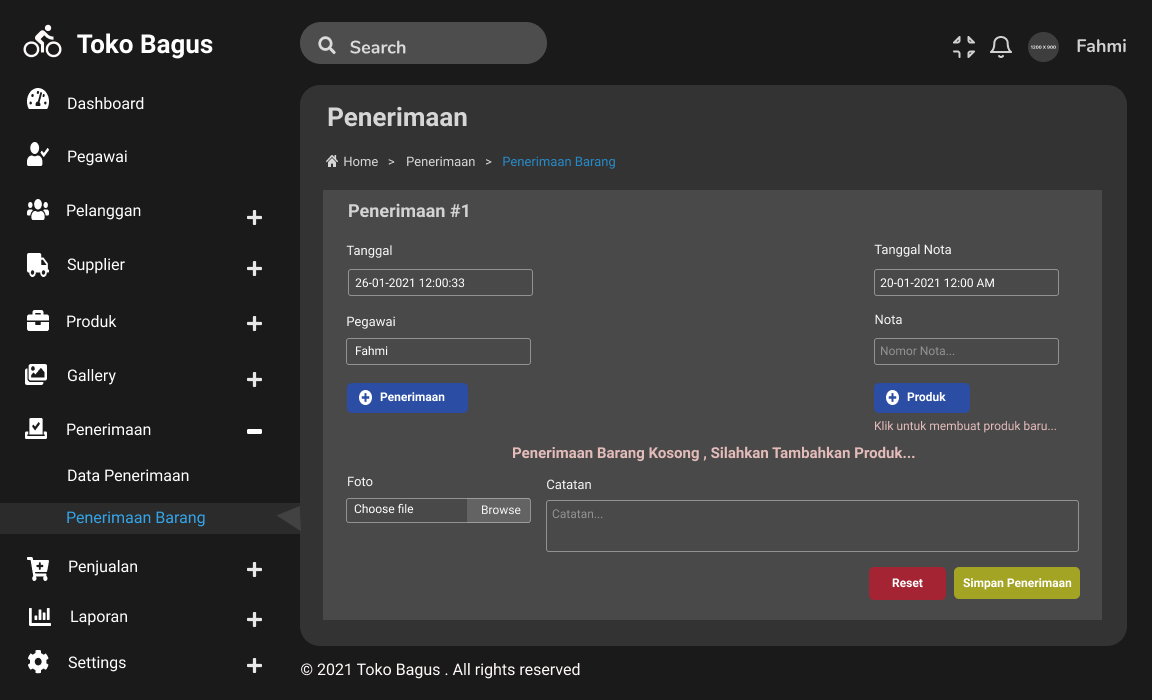 Toko Bagus
Search
1200 X 900
Fahmi
Dashboard
Pegawai
Pelanggan
Supplier
Produk
Gallery
Penerimaan
Data Penerimaan
Penerimaan Barang
Penjualan
Laporan
Settings
Penerimaan
Home > Penerimaan > Penerimaan Barang
Penerimaan #1
Tanggal
26-01-2021 12:00:33
Tanggal Nota
20-01-2021 12:00 AM
Pegawai
Fahmi
Nota
Nomor Nota...
Penerimaan
Produk
Klik untuk membuat produk baru...
Penerimaan Barang Kosong , Silahkan Tambahkan Produk...
Foto
Choose file Browse
Catatan
Catatan...
Reset
Simpan Penerimaan
© 2021 Toko Bagus . All rights reserved